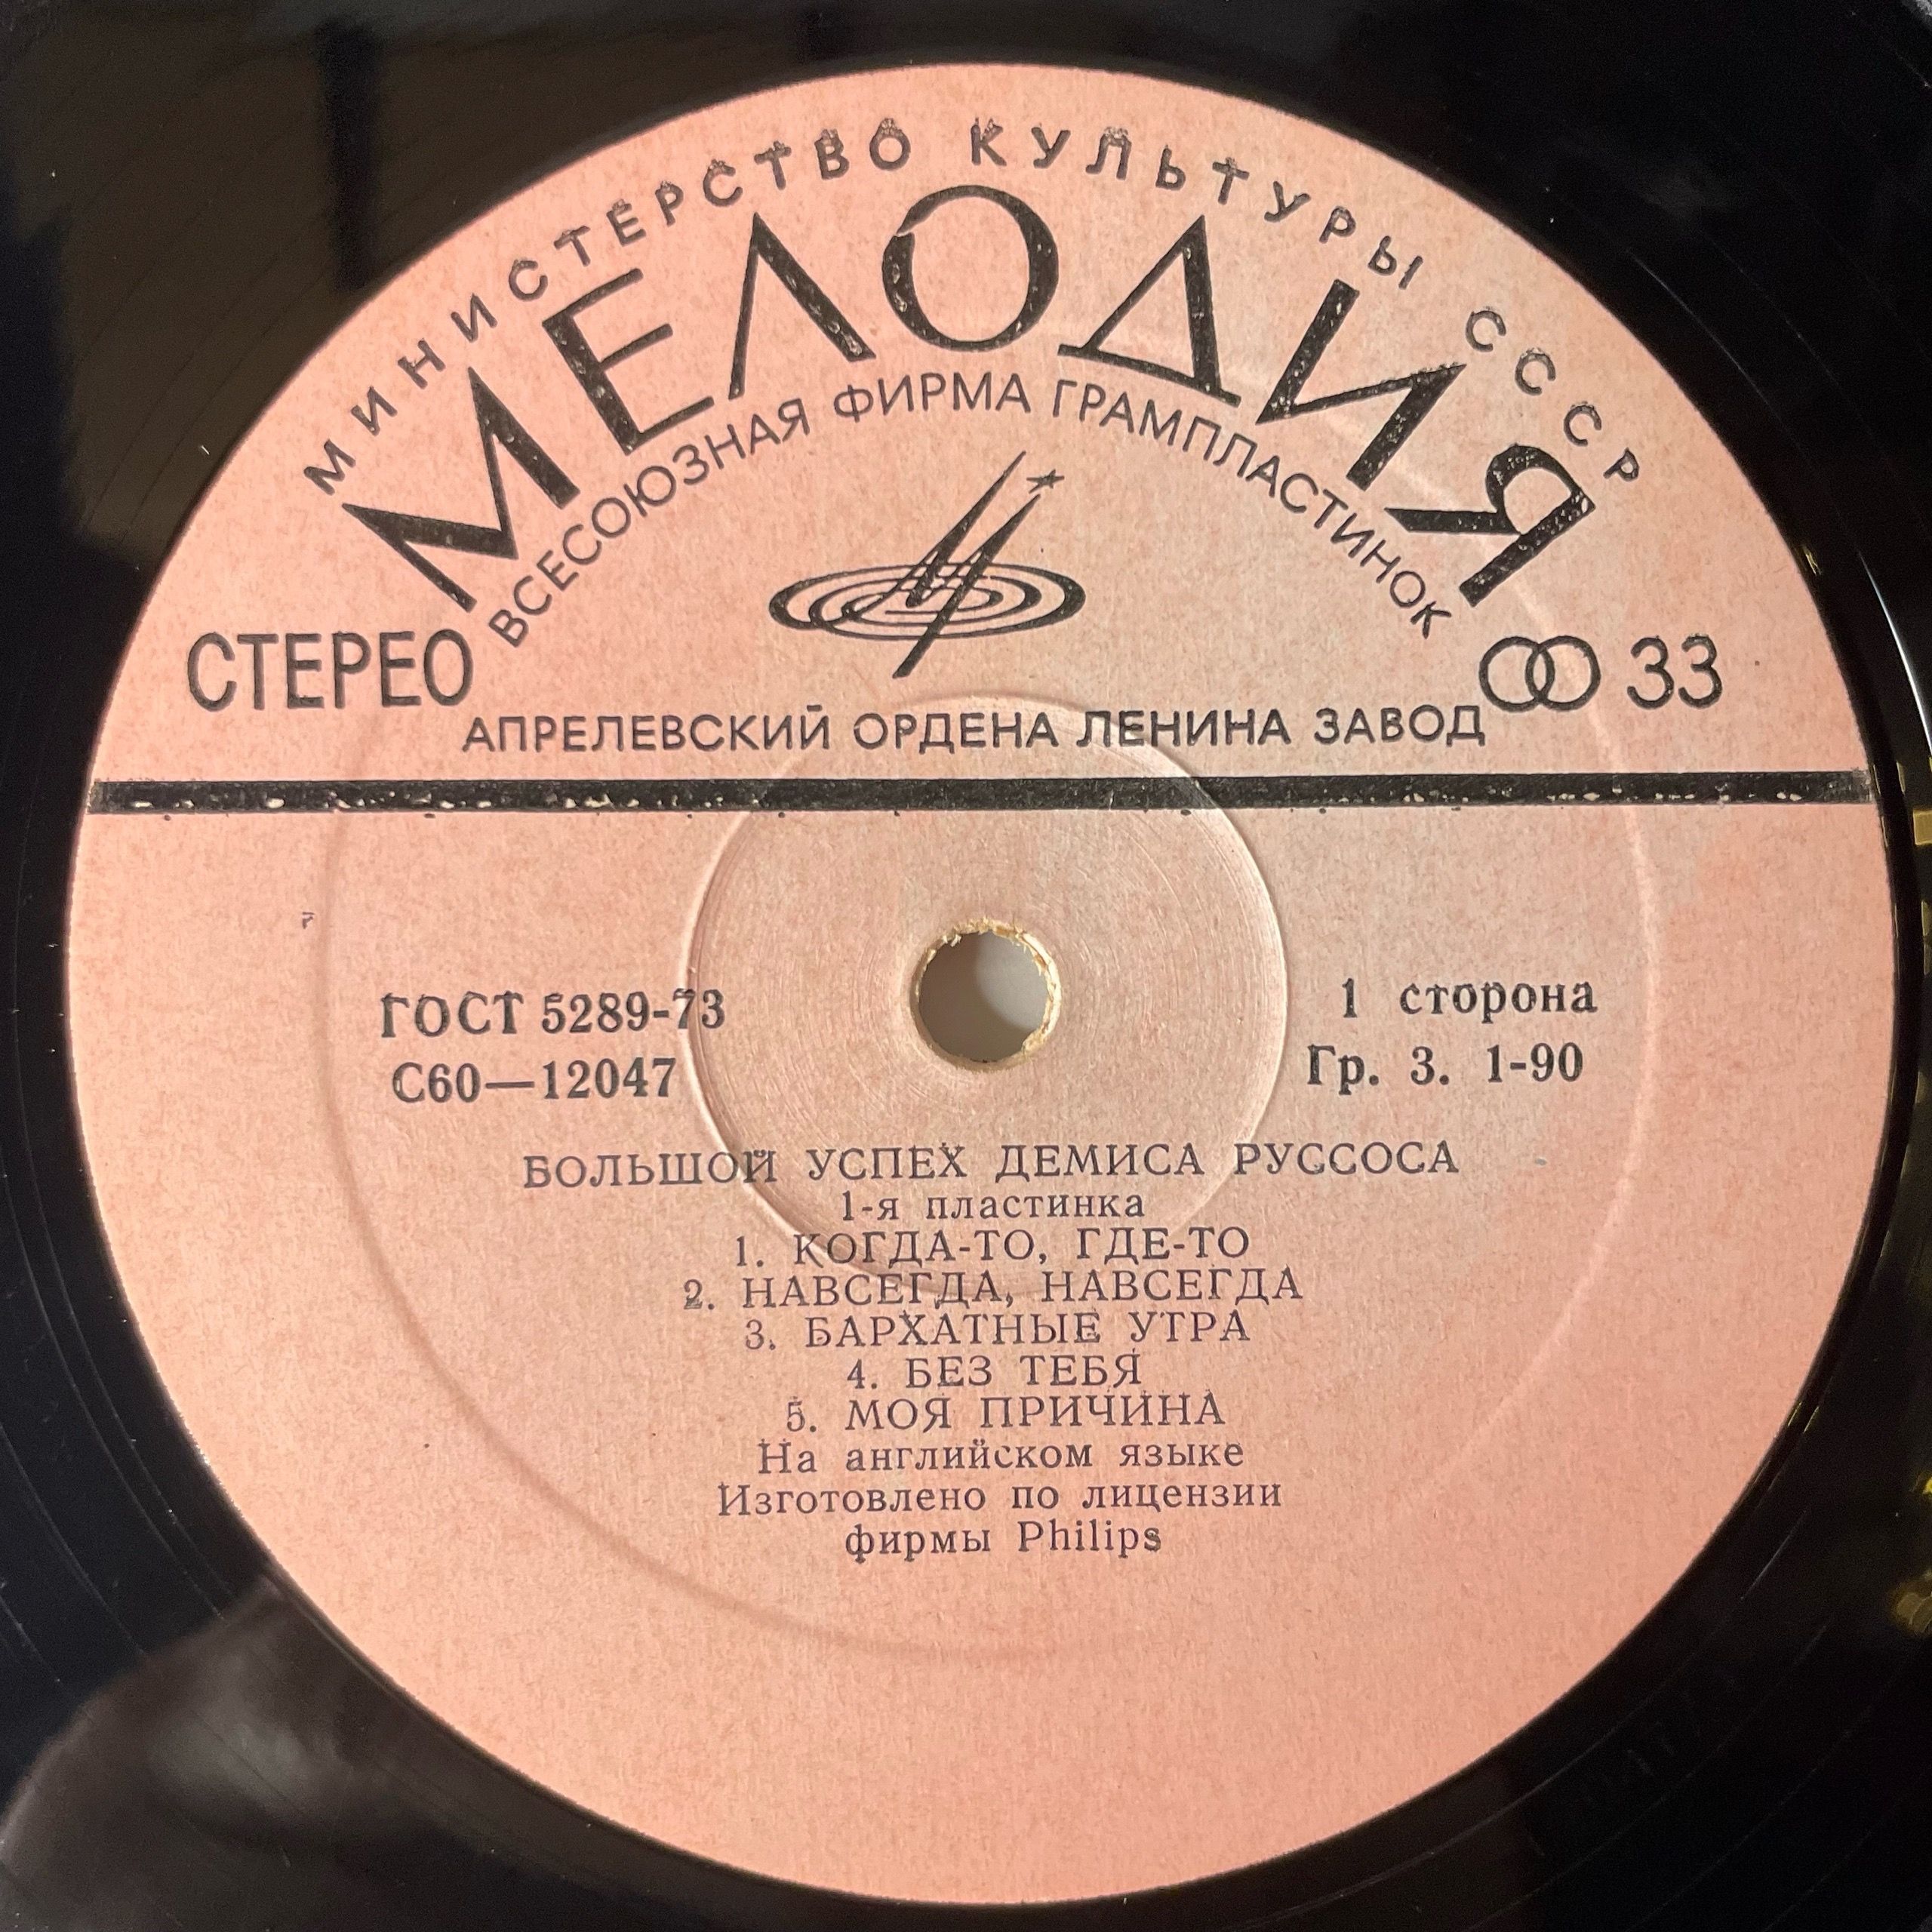 МИНИСТЕРСТВО КУЛЬТУРЫ СССР
МЕЛОДИЯ
ВСЕСОЮЗНАЯ ФИРМА ГРАМПЛАСТИНОК
СТЕРЕО
33
АПРЕЛЕВСКИЙ ОРДЕНА ЛЕНИНА ЗАВОД
ГОСТ 5289-73
С60—12047
1 сторона
Гр. 3. 1-90
БОЛЬШОЙ УСПЕХ ДЕМИСА РУССОСА
1-я пластинка
1. КОГДА-ТО, ГДЕ-ТО
2. НАВСЕГДА, НАВСЕГДА
3. БАРХАТНЫЕ УТРА
4. БЕЗ ТЕБЯ
5. МОЯ ПРИЧИНА
На английском языке
Изготовлено по лицензии
фирмы Philips